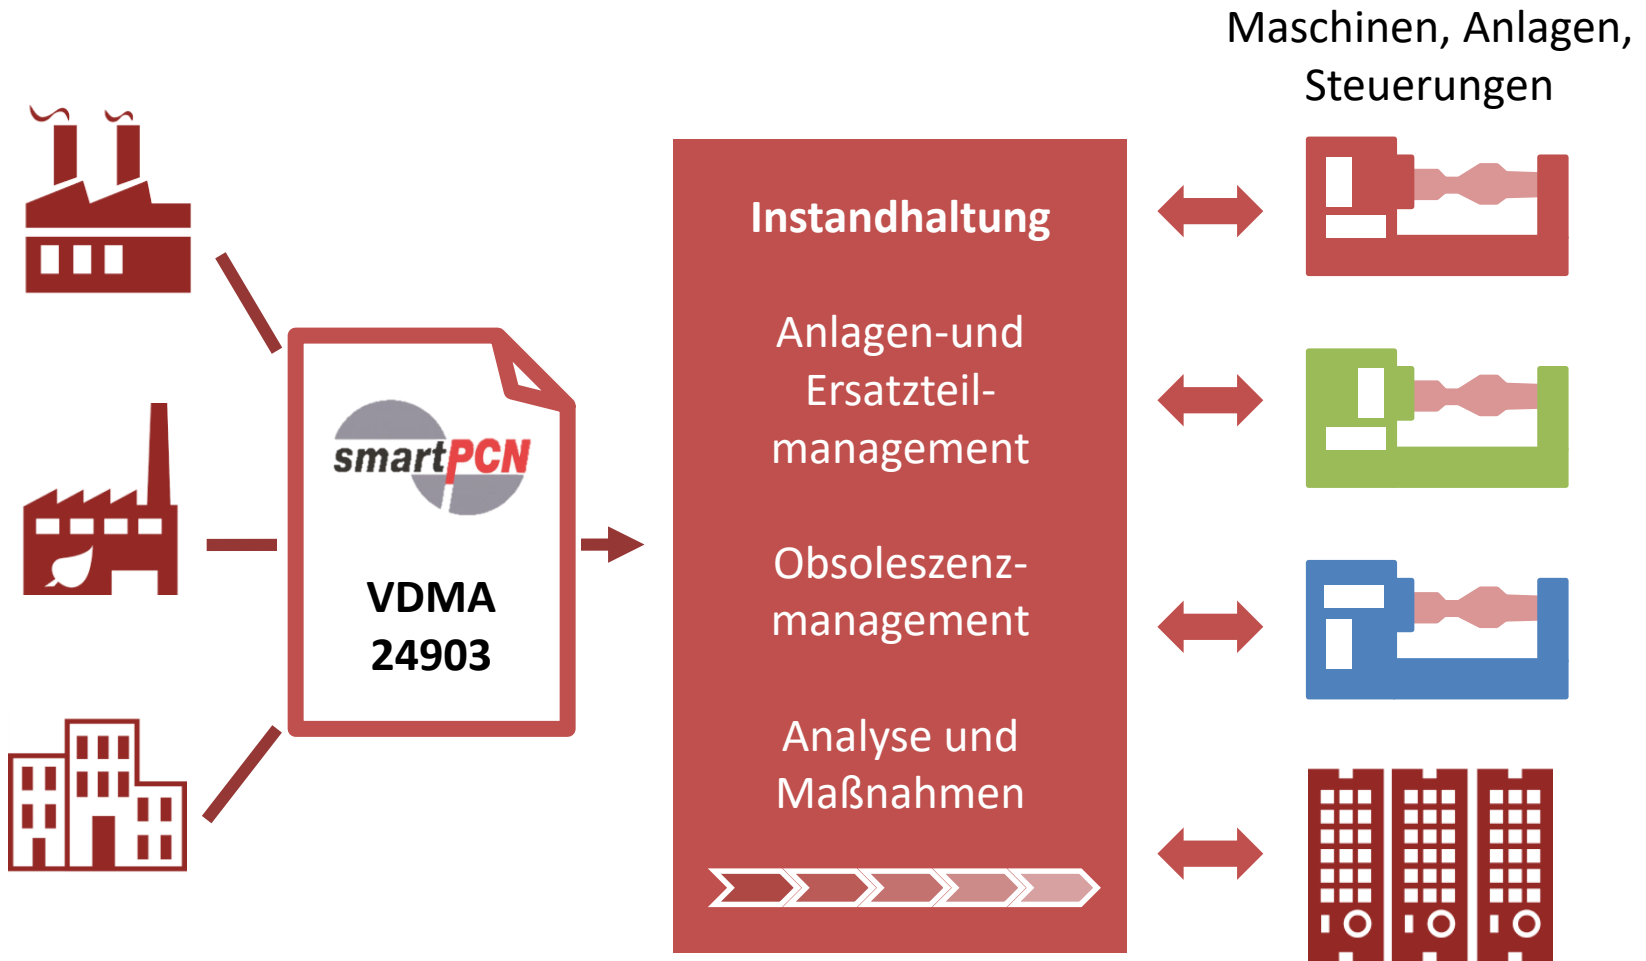 Maschinen, Anlagen,
Steuerungen
smartPCN
VDMA
24903
Instandhaltung
Anlagen-und
Ersatzteil-
management
Obsoleszenz-
management
Analyse und
Maßnahmen